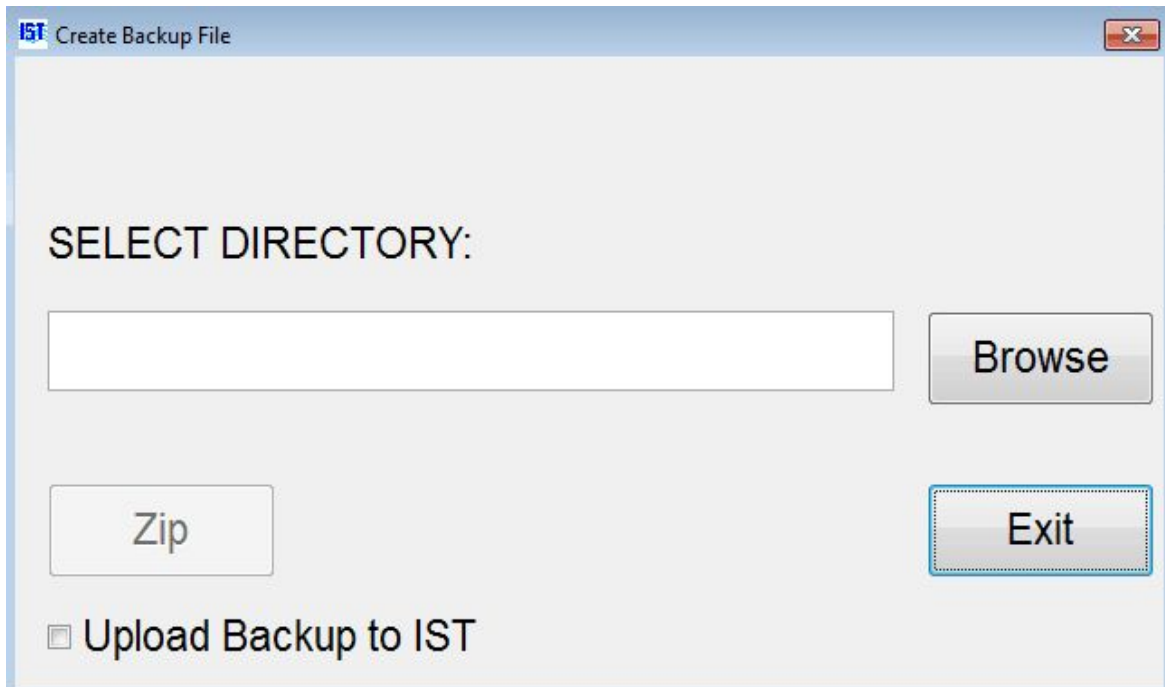 IST Create Backup File
SELECT DIRECTORY:
Browse
Zip
Exit
Upload Backup to IST